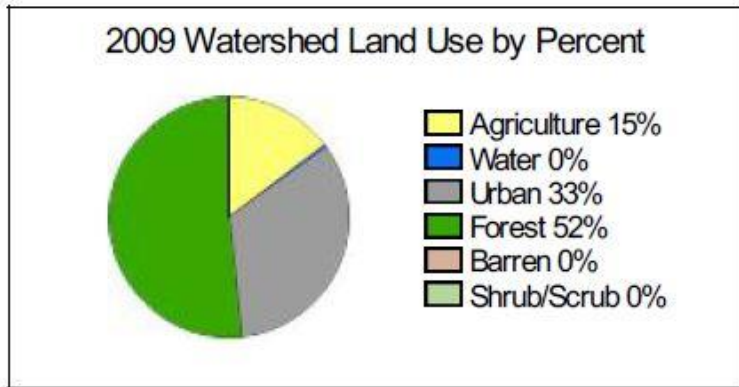 2009 Watershed Land Use by Percent
Agriculture 15%
Water 0%
Urban 33%
Forest 52%
Barren 0%
Shrub/Scrub 0%